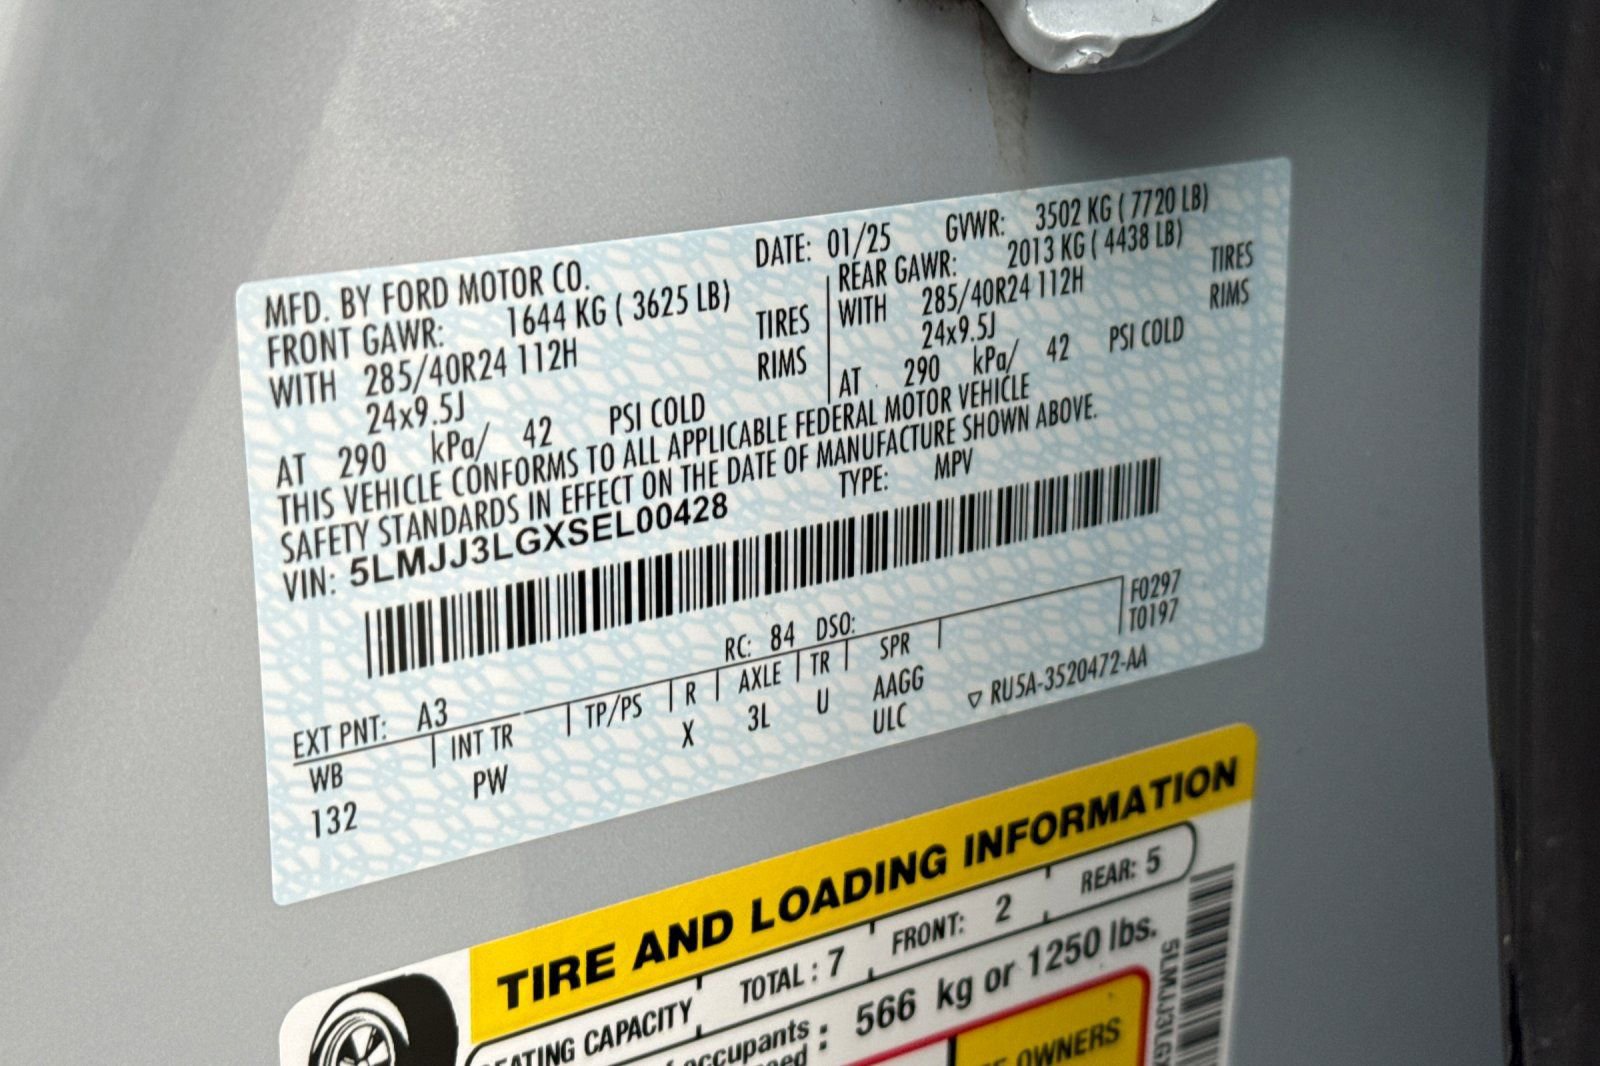 MFD. BY FORD MOTOR CO. DATE: 01/25 GVWR: 3502 KG ( 7720 LB)
FRONT GAWR: 1644 KG ( 3625 LB) REAR GAWR: 2013 KG ( 4438 LB)
WITH 285/40R24 112H TIRES WITH 285/40R24 112H TIRES
24x9.5J RIMS 24x9.5J RIMS
AT 290 kPa/ 42 PSI COLD AT 290 kPa/ 42 PSI COLD
THIS VEHICLE CONFORMS TO ALL APPLICABLE FEDERAL MOTOR VEHICLE
SAFETY STANDARDS IN EFFECT ON THE DATE OF MANUFACTURE SHOWN ABOVE.
VIN: 5LMJJ3LGXSEL00428 TYPE: MPV
F0297
RC: 84 DSO: T0197
EXT PNT: A3
WB INT TR TP/PS R AXLE TR SPR
132 PW X 3L U AAGG
ULC ▽ RU5A-3520472-AA
TIRE AND LOADING INFORMATION
CAPACITY TOTAL : 7 FRONT: 2 REAR: 5
occupants : 566 kg or 1250 lbs.
OWNERS
5LMJJ3LG